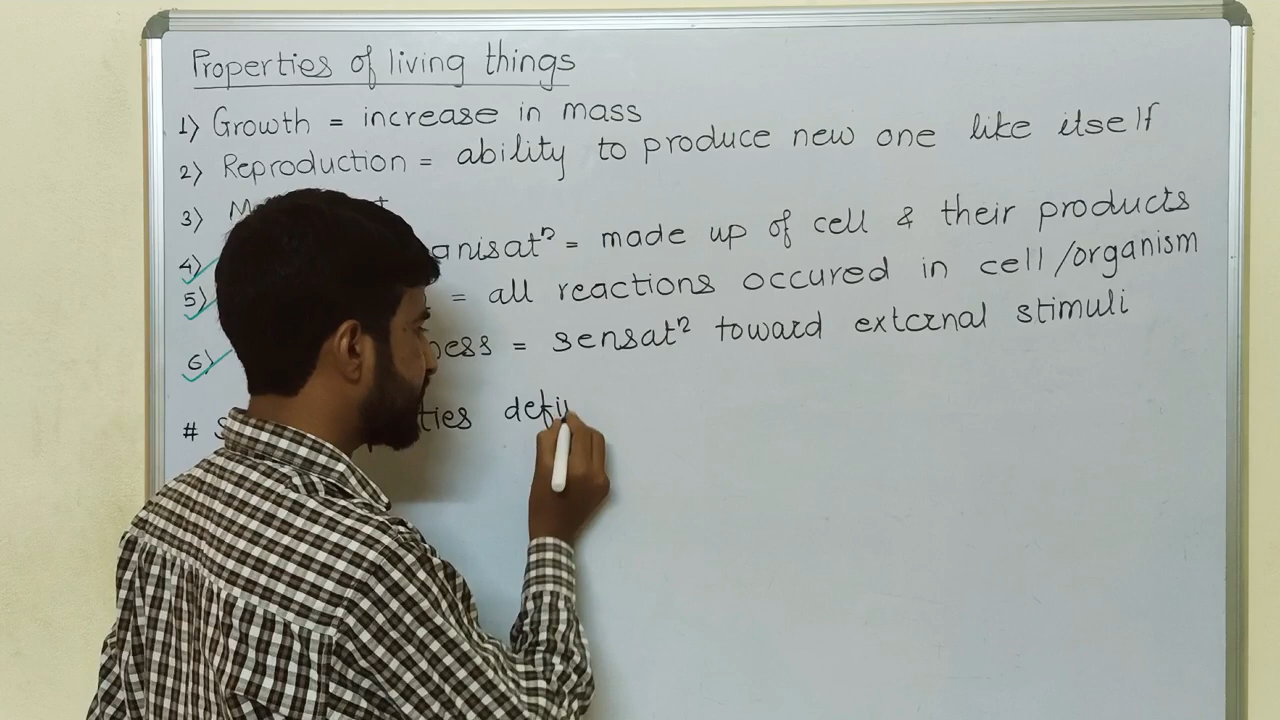 Properties of living things
1) Growth = increase in mass
2) Reproduction = ability to produce new one like itself
3)
4) anisatⁿ = made up of cell & their products
5) = all reactions occured in cell/organism
6) ness = sensatⁿ toward external stimuli
# S ties defi